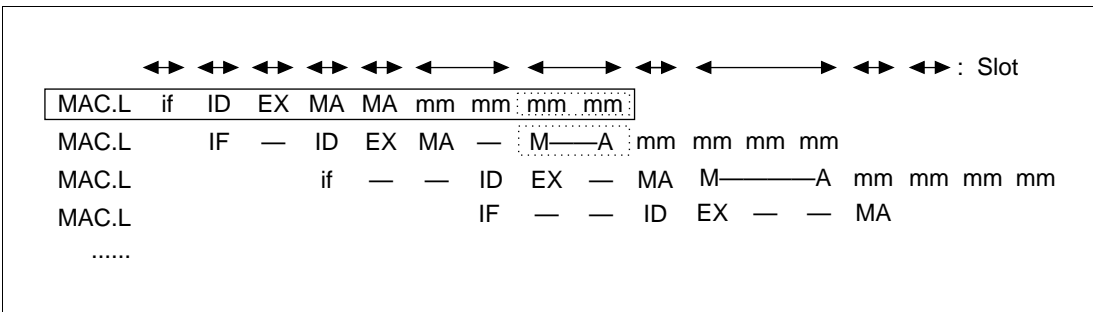 : Slot
MAC.L if ID EX MA MA mm mm mm mm
MAC.L IF — ID EX MA — M——A mm mm mm mm
MAC.L if — — ID EX — MA M————A mm mm mm mm
MAC.L IF — — ID EX — — MA
......